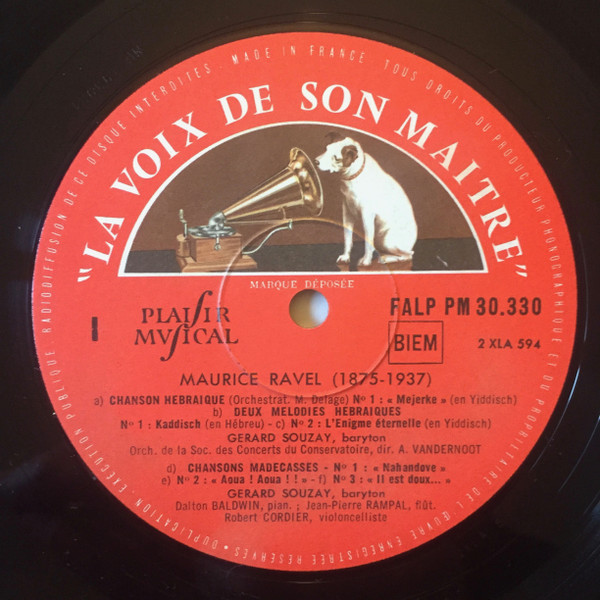 MADE IN FRANCE • TOUS DROITS DU PRODUCTEUR PHONOGRAPHIQUE ET DU PROPRIETAIRE DE L'ŒUVRE ENREGISTRÉE RÉSERVÉS • DUPLICATION - EXÉCUTION PUBLIQUE - RADIODIFFUSION DE CE DISQUE INTERDITES •
"LA VOIX DE SON MAITRE"
MARQUE DÉPOSÉE
I
PLAISIR
MVSICAL
FALP PM 30.330
BIEM
2 XLA 594
MAURICE RAVEL (1875-1937)
a) CHANSON HEBRAIQUE (Orchestrat. M. Delage) Nº 1 : « Mejerke » (en Yiddisch)
b) DEUX MELODIES HEBRAIQUES
Nº 1 : Kaddisch (en Hébreu) - c) Nº 2 : L'Enigme éternelle (en Yiddisch)
GERARD SOUZAY, baryton
Orch. de la Soc. des Concerts du Conservatoire, dir. A. VANDERNOOT
d) CHANSONS MADECASSES - Nº 1 : « Nahandove »
e) Nº 2 : « Aoua ! Aoua ! ! » - f) Nº 3 : « Il est doux... »
GERARD SOUZAY, baryton
Dalton BALDWIN, pian. ; Jean-Pierre RAMPAL, flût.
Robert CORDIER, violoncelliste